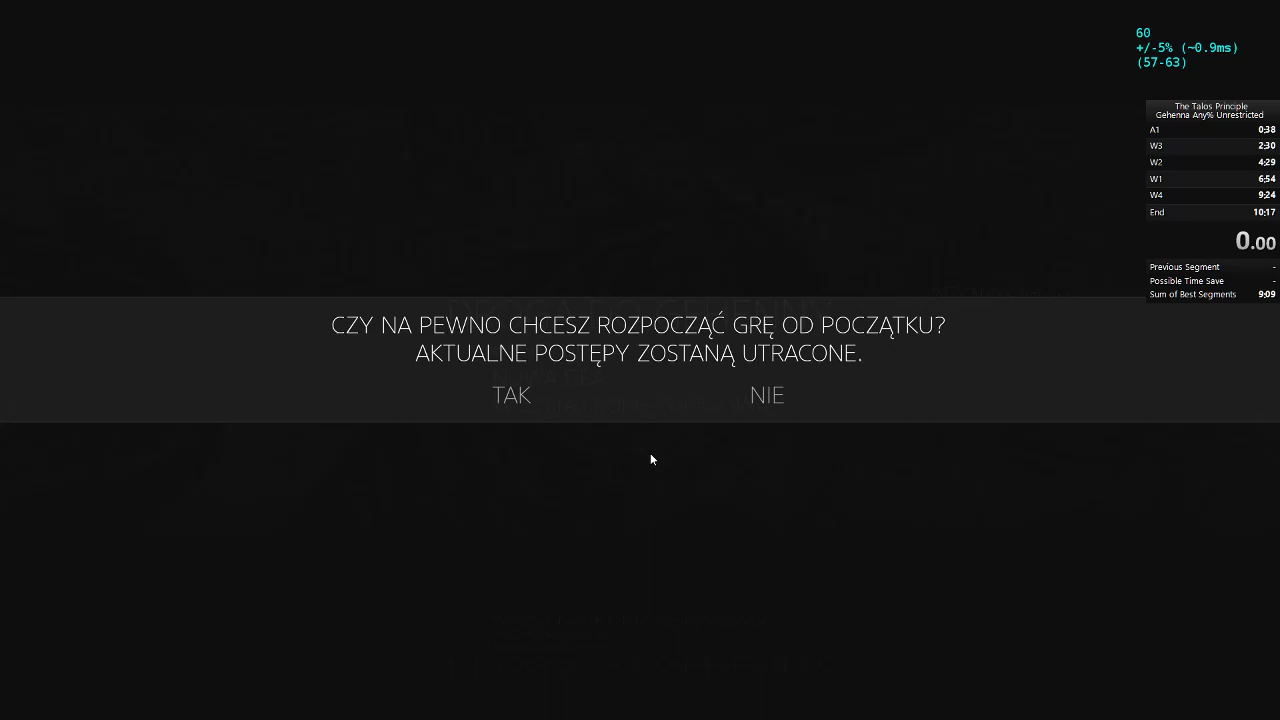 60
+/-5% (~0.9ms)
(57-63)
The Talos Principle
Gehenna Any% Unrestricted
A1 0:38
W3 2:30
W2 4:29
W1 6:54
W4 9:24
End 10:17
0.00
Previous Segment -
Possible Time Save -
Sum of Best Segments 9:09
CZY NA PEWNO CHCESZ ROZPOCZĄĆ GRĘ OD POCZĄTKU?
AKTUALNE POSTĘPY ZOSTANĄ UTRACONE.
TAK NIE